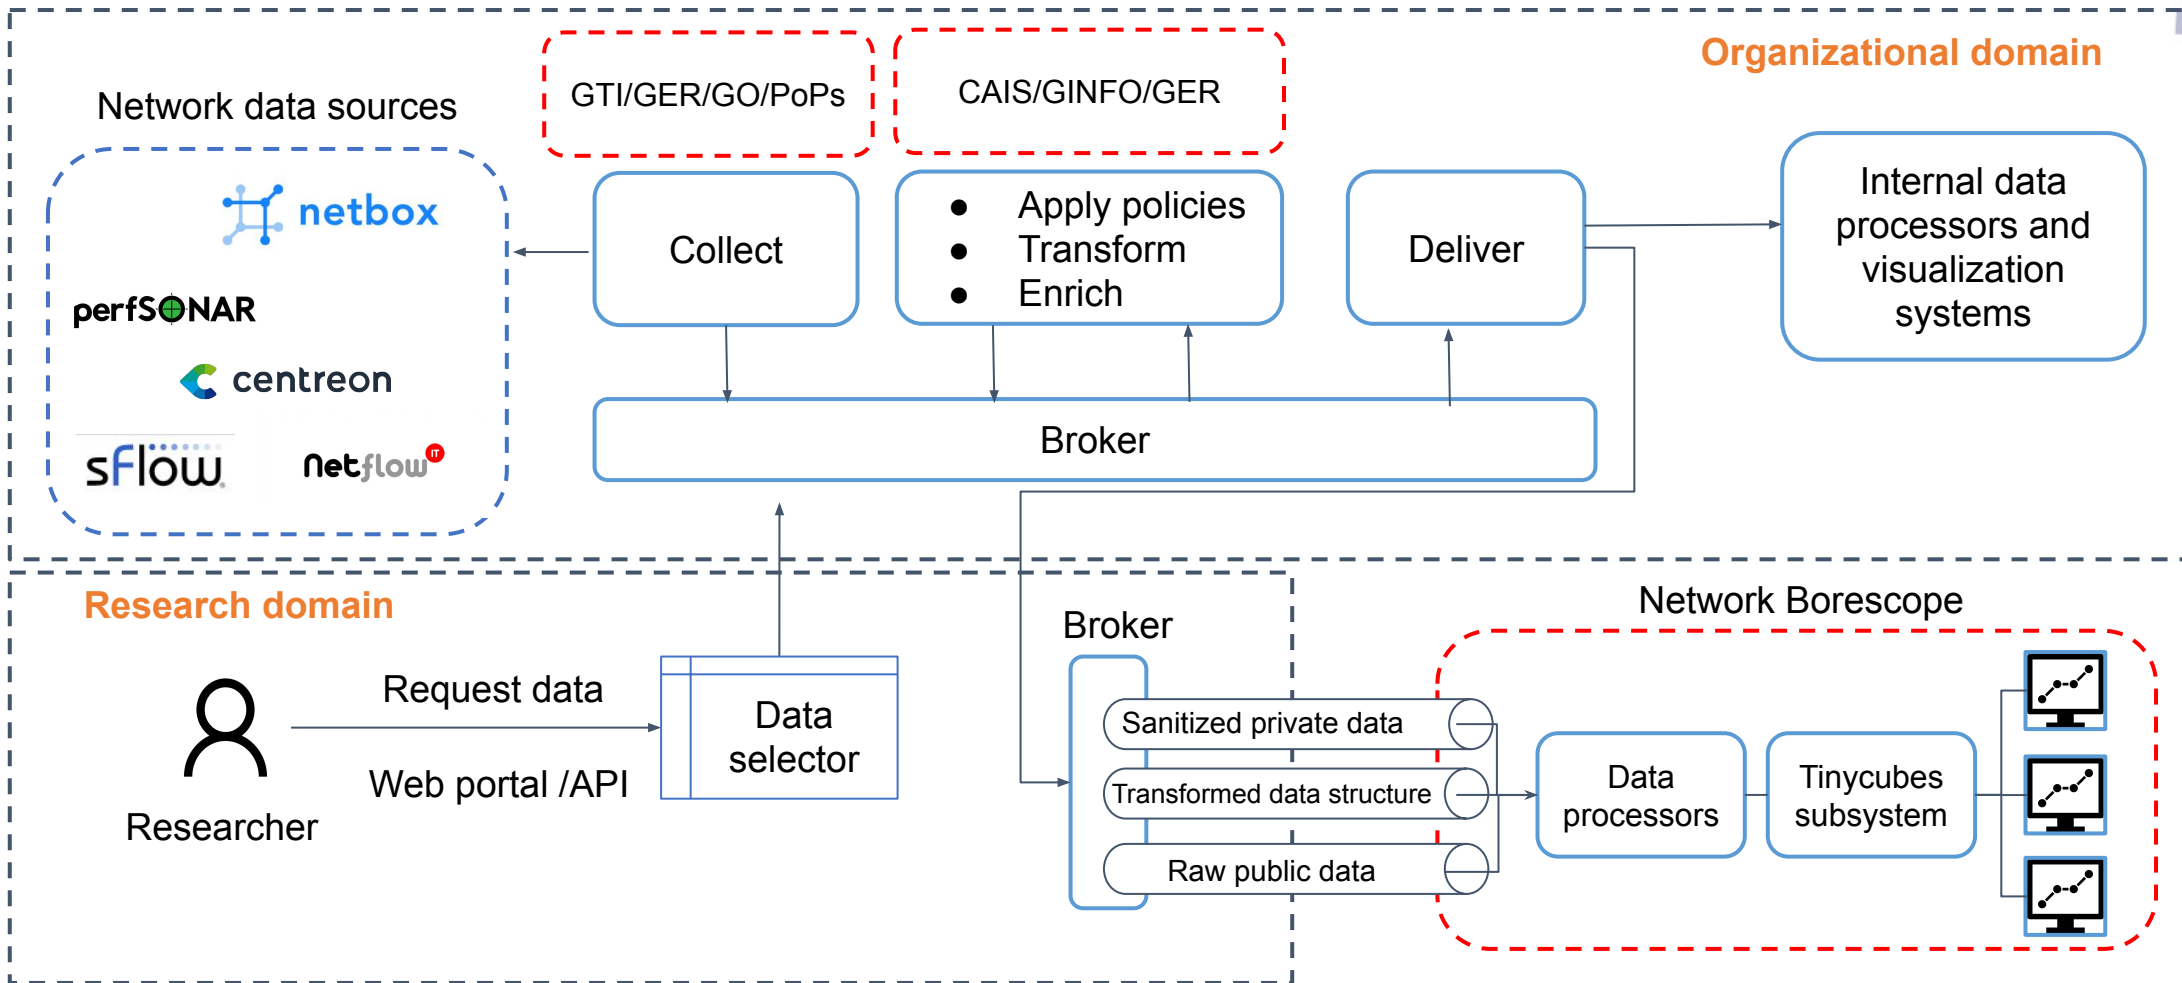 Organizational domain
GTI/GER/GO/PoPs
CAIS/GINFO/GER
Network data sources
netbox
perfSONAR
centreon
sFlow
Netflow IT
Collect
● Apply policies
● Transform
● Enrich
Deliver
Internal data
processors and
visualization
systems
Broker
Research domain
Researcher
Request data
Web portal /API
Data
selector
Broker
Sanitized private data
Transformed data structure
Raw public data
Network Borescope
Data
processors
Tinycubes
subsystem